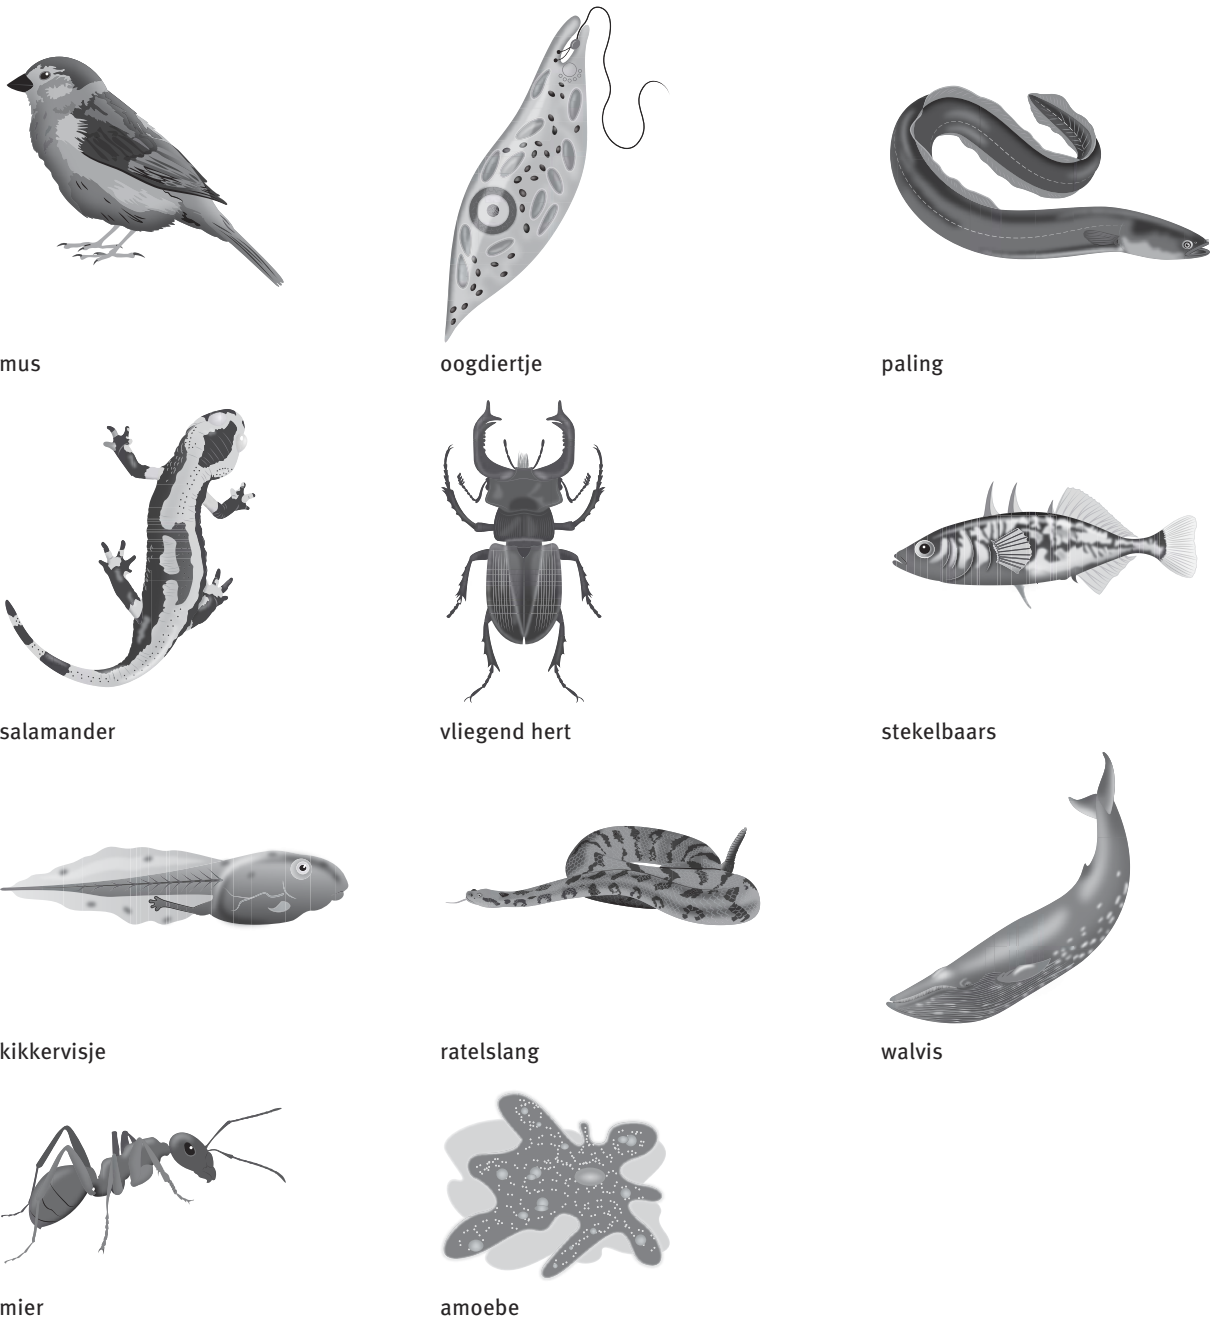 mus
oogdiertje
paling
salamander
vliegend hert
stekelbaars
kikkervisje
ratelslang
walvis
mier
amoebe